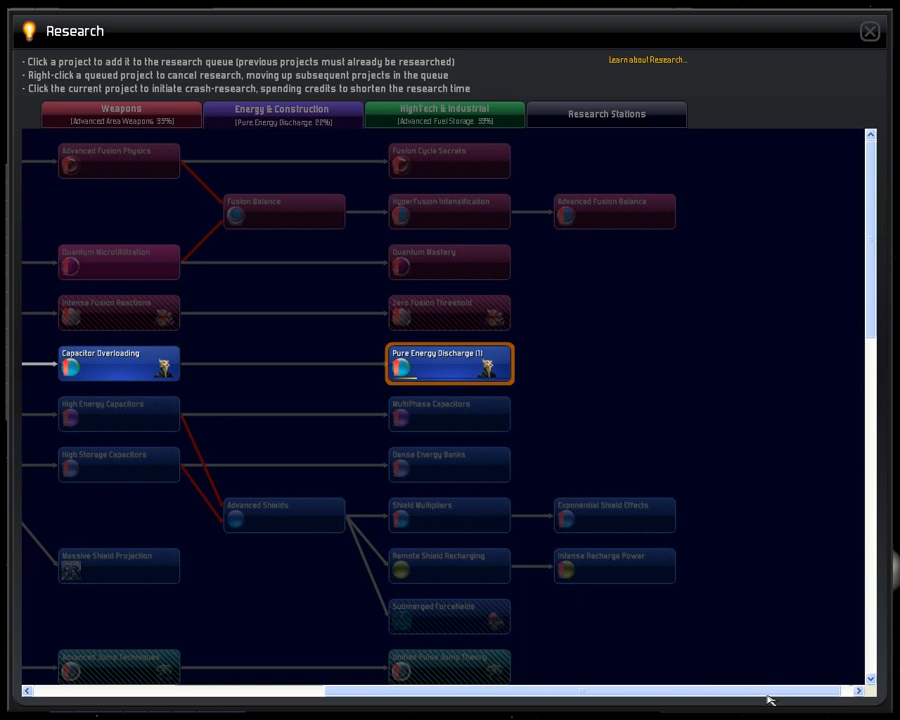 Research
- Click a project to add it to the research queue (previous projects must already be researched)
Learn about Research...
- Right-click a queued project to cancel research, moving up subsequent projects in the queue
- Click the current project to initiate crash-research, spending credits to shorten the research time
Weapons
Energy & Construction
HighTech & Industrial
Research Stations
(Advanced Area Weapons 99%)
(Pure Energy Discharge 22%)
(Advanced Fuel Storage 99%)
Advanced Fusion Physics
Fusion Cycle Secrets
Fusion Balance
HyperFusion Intensification
Advanced Fusion Balance
Quantum Mastery
Intense Fusion Reactions
Zero Fusion Threshold
Capacitor Overloading
Pure Energy Discharge (1)
High Energy Capacitors
MultiPhase Capacitors
High Storage Capacitors
Dense Energy Banks
Advanced Shields
Shield Multipliers
Exponential Shield Effects
Massive Shield Projection
Remote Shield Recharging
Intense Recharge Power
Submerged Forcefields
Advanced Jump Techniques
Unified Fuse Jump Theory